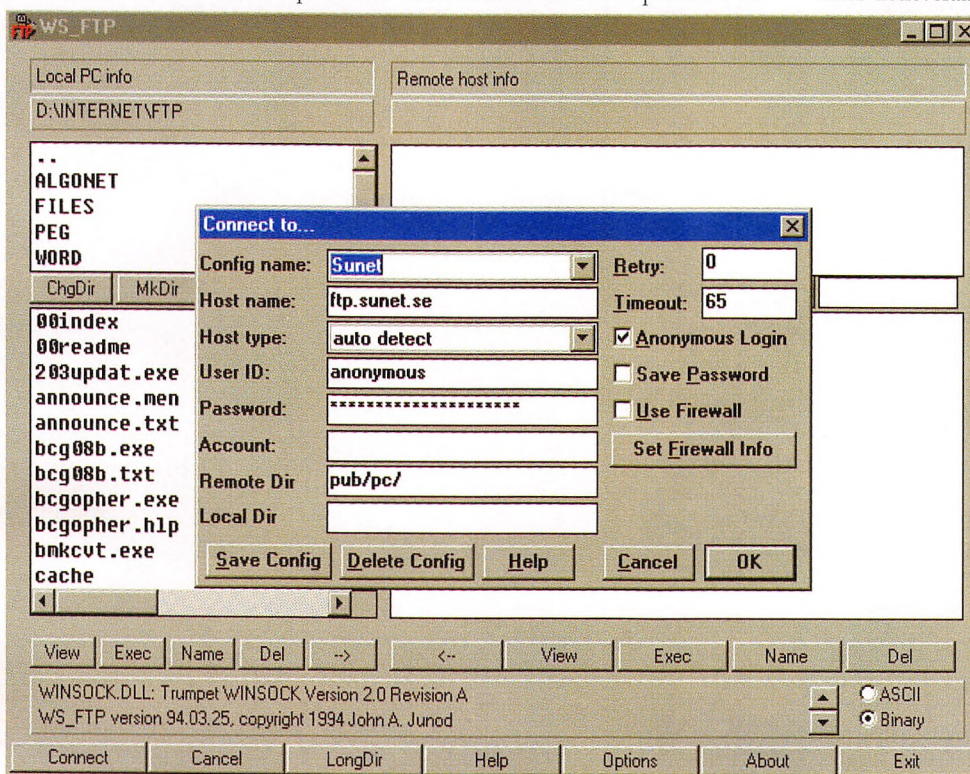 WS_FTP
Local PC info
Remote host info
D:\INTERNET\FTP
..
ALGONET
FILES
PEG
WORD
ChgDir
MkDir
00index
00readme
203updat.exe
announce.men
announce.txt
bcg08b.exe
bcg08b.txt
bcgopher.exe
bcgopher.hlp
bmkcvt.exe
cache
Connect to...
Config name: Sunet
Host name: ftp.sunet.se
Host type: auto detect
User ID: anonymous
Password: *********************
Account:
Remote Dir pub/pc/
Local Dir
Retry: 0
Timeout: 65
Anonymous Login
Save Password
Use Firewall
Set Firewall Info
Save Config
Delete Config
Help
Cancel
OK
View
Exec
Name
Del
-->
<--
View
Exec
Name
Del
WINSOCK.DLL: Trumpet WINSOCK Version 2.0 Revision A
WS_FTP version 94.03.25, copyright 1994 John A. Junod
ASCII
Binary
Connect
Cancel
LongDir
Help
Options
About
Exit